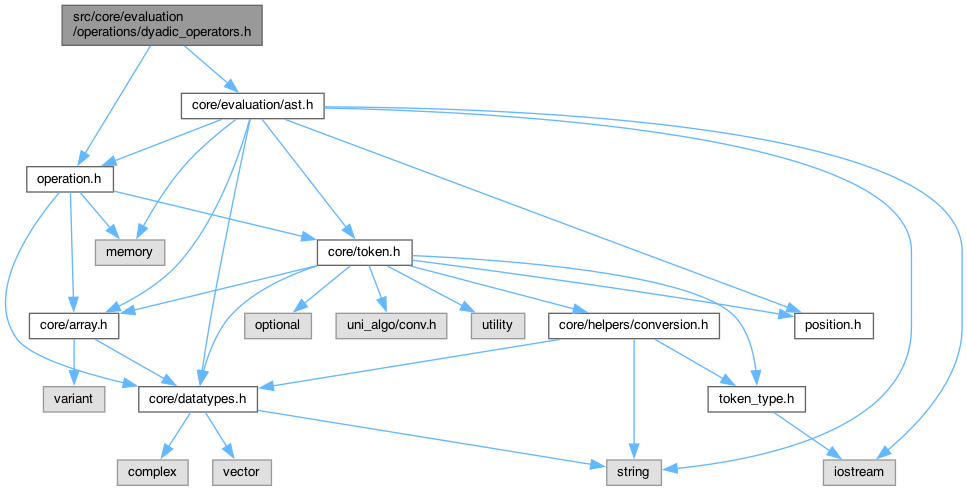 src/core/evaluation
/operations/dyadic_operators.h
core/evaluation/ast.h
operation.h
memory
core/token.h
core/array.h
optional
uni_algo/conv.h
utility
core/helpers/conversion.h
position.h
variant
core/datatypes.h
token_type.h
complex
vector
string
iostream